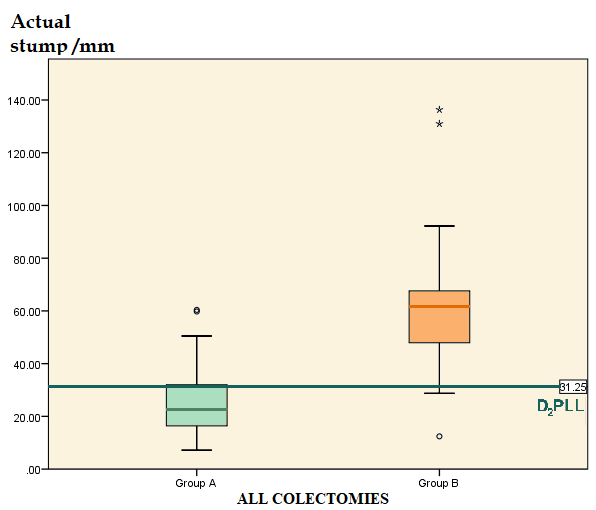 Actual
stump /mm
140.00
120.00
100.00
80.00
60.00
40.00
31.25
D₂PLL
20.00
.00
Group A Group B
ALL COLECTOMIES